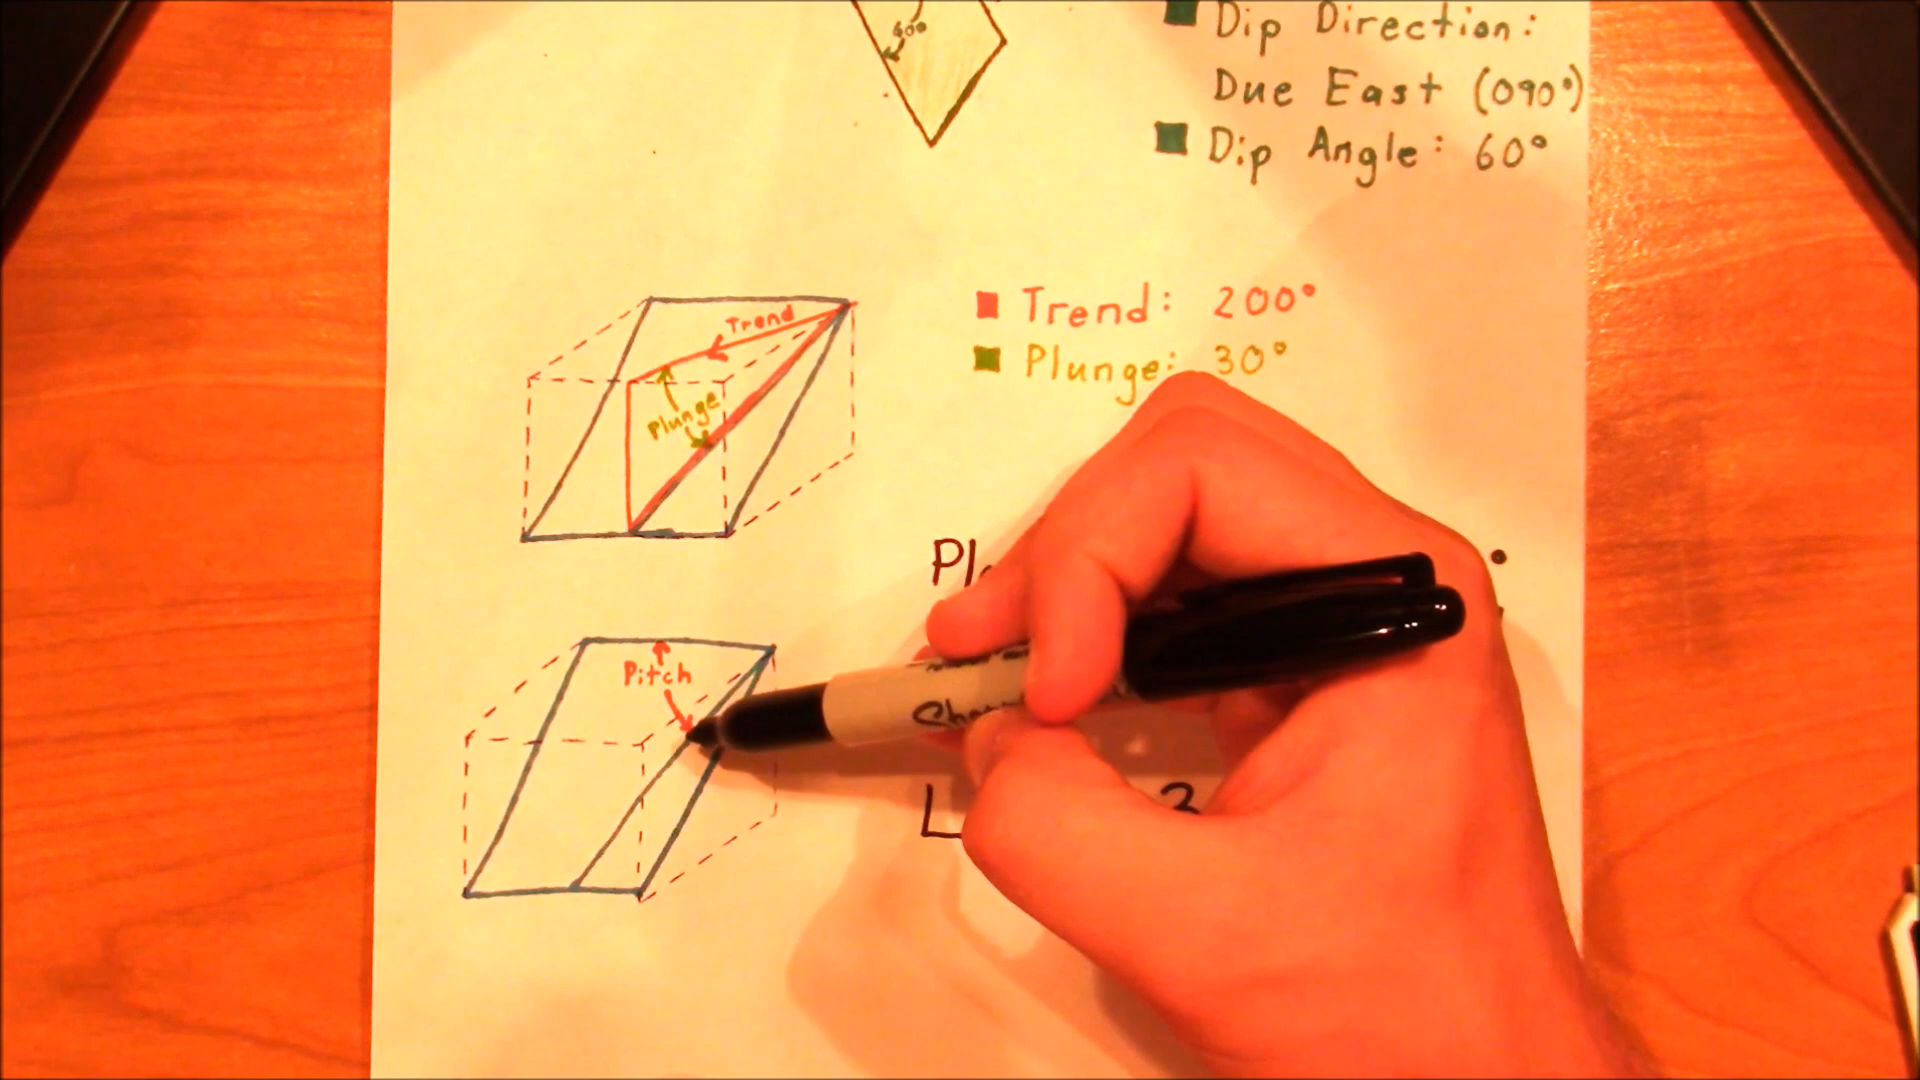 60°
Dip Direction:
Due East (090°)
Dip Angle: 60°
Trend
Plunge
Trend: 200°
Plunge: 30°
Pitch